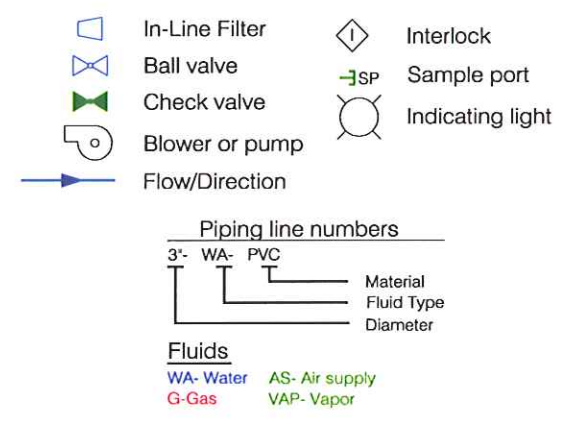 In-Line Filter
Ball valve
Check valve
Blower or pump
Flow/Direction
I Interlock
SP Sample port
Indicating light
Piping line numbers
3"- WA- PVC
Material
Fluid Type
Diameter
Fluids
WA- Water AS- Air supply
G-Gas VAP- Vapor